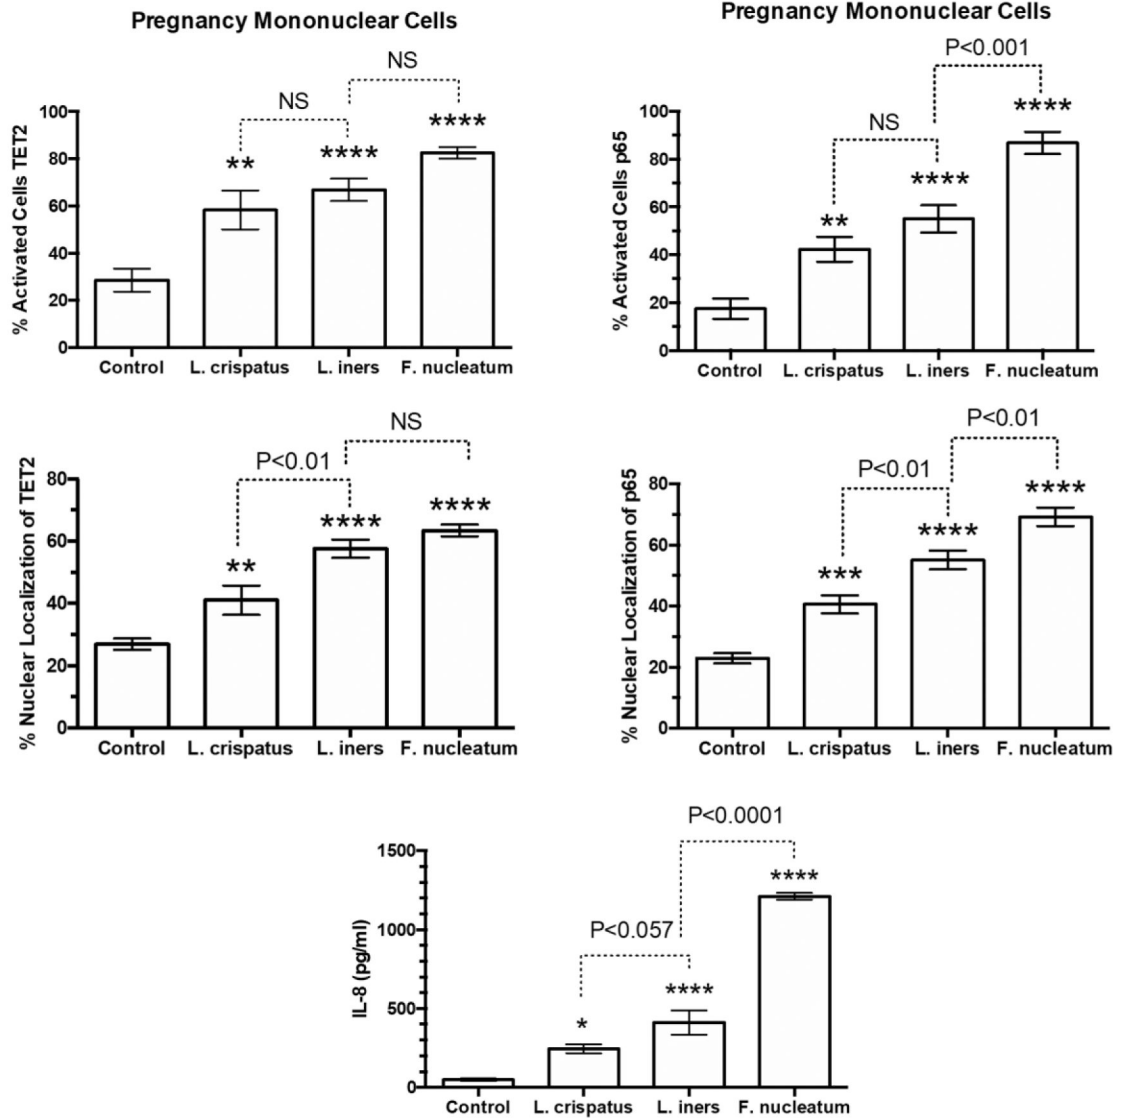 Pregnancy Mononuclear Cells
NS
NS
% Activated Cells TET2
100
80
60
40
20
0
**
****
****
Control L. crispatus L. iners F. nucleatum
Pregnancy Mononuclear Cells
P<0.001
NS
% Activated Cells p65
100
80
60
40
20
0
**
****
****
Control L. crispatus L. iners F. nucleatum
NS
P<0.01
% Nuclear Localization of TET2
80
60
40
20
0
**
****
****
Control L. crispatus L. iners F. nucleatum
P<0.01
P<0.01
% Nuclear Localization of p65
80
60
40
20
0
***
****
****
Control L. crispatus L. iners F. nucleatum
P<0.0001
P<0.057
IL-8 (pg/ml)
1500
1000
500
0
*
****
****
Control L. crispatus L. iners F. nucleatum